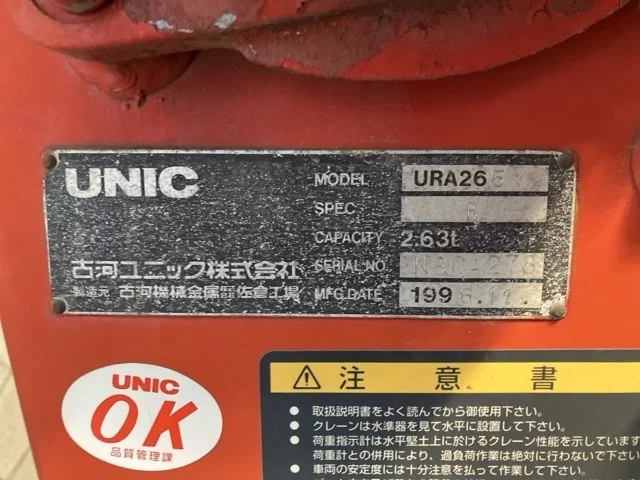 UNIC
MODEL URA26
SPEC
CAPACITY 2.63t
古河ユニック株式会社
SERIAL NO
製造元 古河機械金属株式会社佐倉工場
MFG.DATE 199
UNIC
OK
品質管理課
注意書
● 取扱説明書をよく読んでから御使用下さい。
● クレーンは水準器を見て水平に設置して下さい。
● 荷重指示計は水平堅土上に於けるクレーン性能を示しています
荷重計との併用により、過負荷作業は絶対に行わないで下
● 車両の安定度には十分注意を払って作業して下さい。